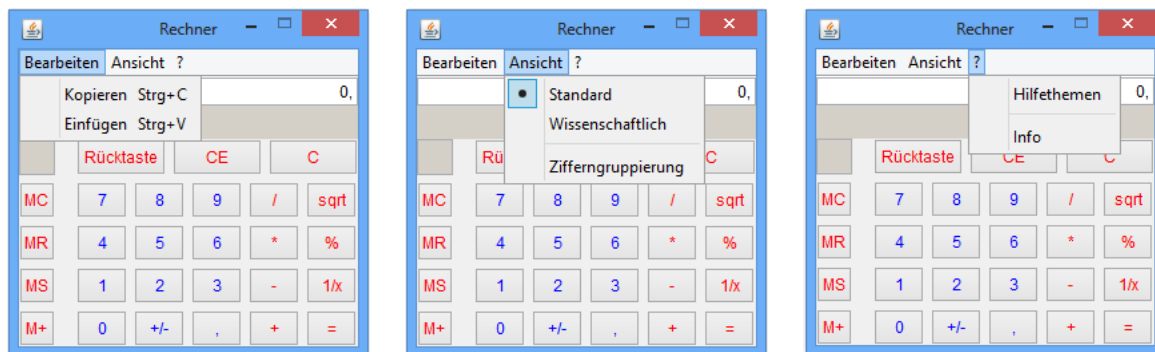 Rechner
Bearbeiten Ansicht ?
Kopieren Strg+C
0,
Einfügen Strg+V
Rücktaste CE C
MC 7 8 9 / sqrt
MR 4 5 6 * %
MS 1 2 3 - 1/x
M+ 0 +/- , + =
Rechner
Bearbeiten Ansicht ?
Standard
0,
Wissenschaftlich
Rü C
Zifferngruppierung
MC 7 8 9 / sqrt
MR 4 5 6 * %
MS 1 2 3 - 1/x
M+ 0 +/- , + =
Rechner
Bearbeiten Ansicht ?
Hilfethemen
0,
Info
Rücktaste CE C
MC 7 8 9 / sqrt
MR 4 5 6 * %
MS 1 2 3 - 1/x
M+ 0 +/- , + =